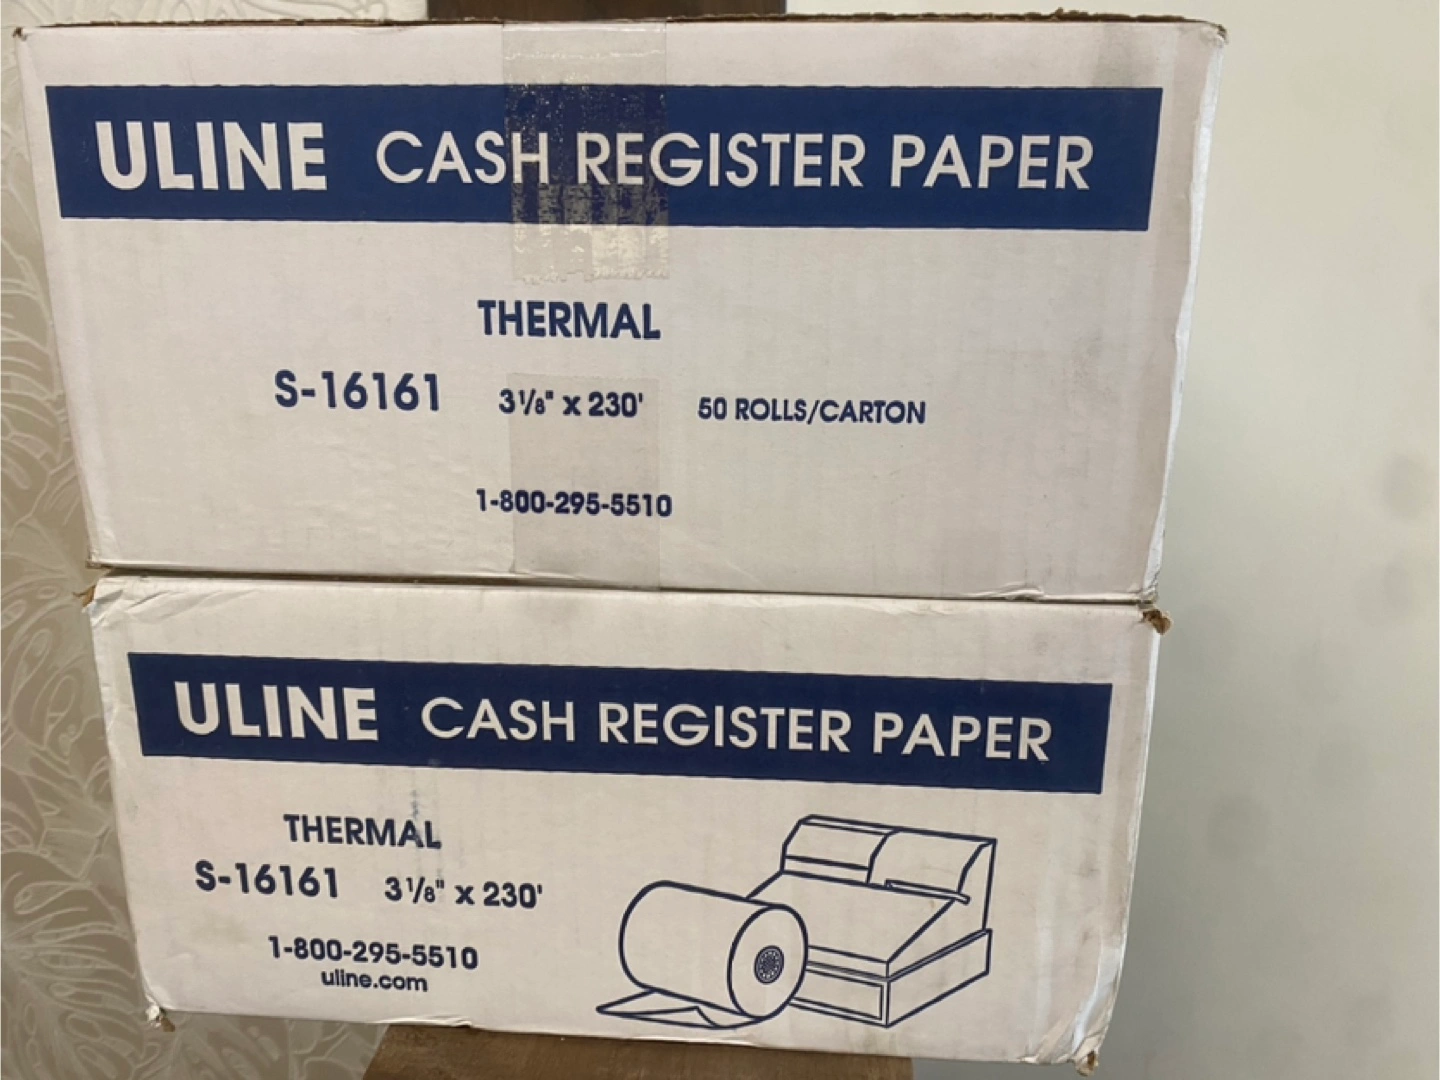 ULINE CASH REGISTER PAPER
THERMAL
S-16161 3 1/8" x 230' 50 ROLLS/CARTON
1-800-295-5510
ULINE CASH REGISTER PAPER
THERMAL
S-16161 3 1/8" x 230'
1-800-295-5510
uline.com